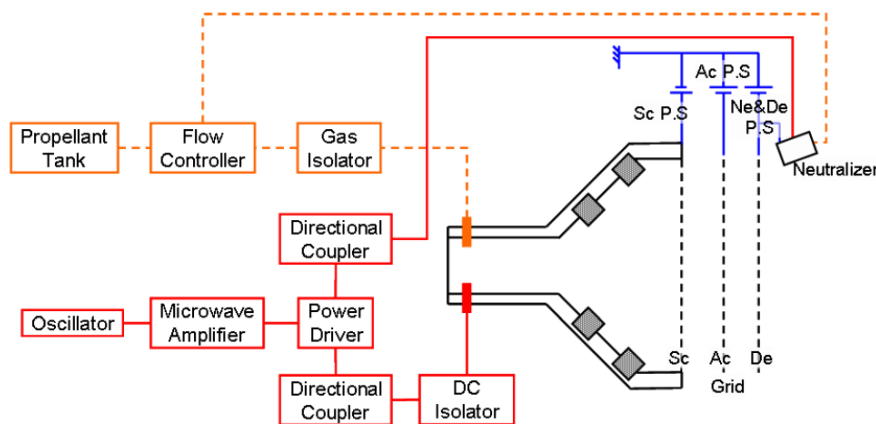 Ac P.S
Sc P.S
Ne&De
P.S
Propellant
Tank
Flow
Controller
Gas
Isolator
Neutralizer
Directional
Coupler
Oscillator
Microwave
Amplifier
Power
Driver
Directional
Coupler
DC
Isolator
Sc Ac De
Grid